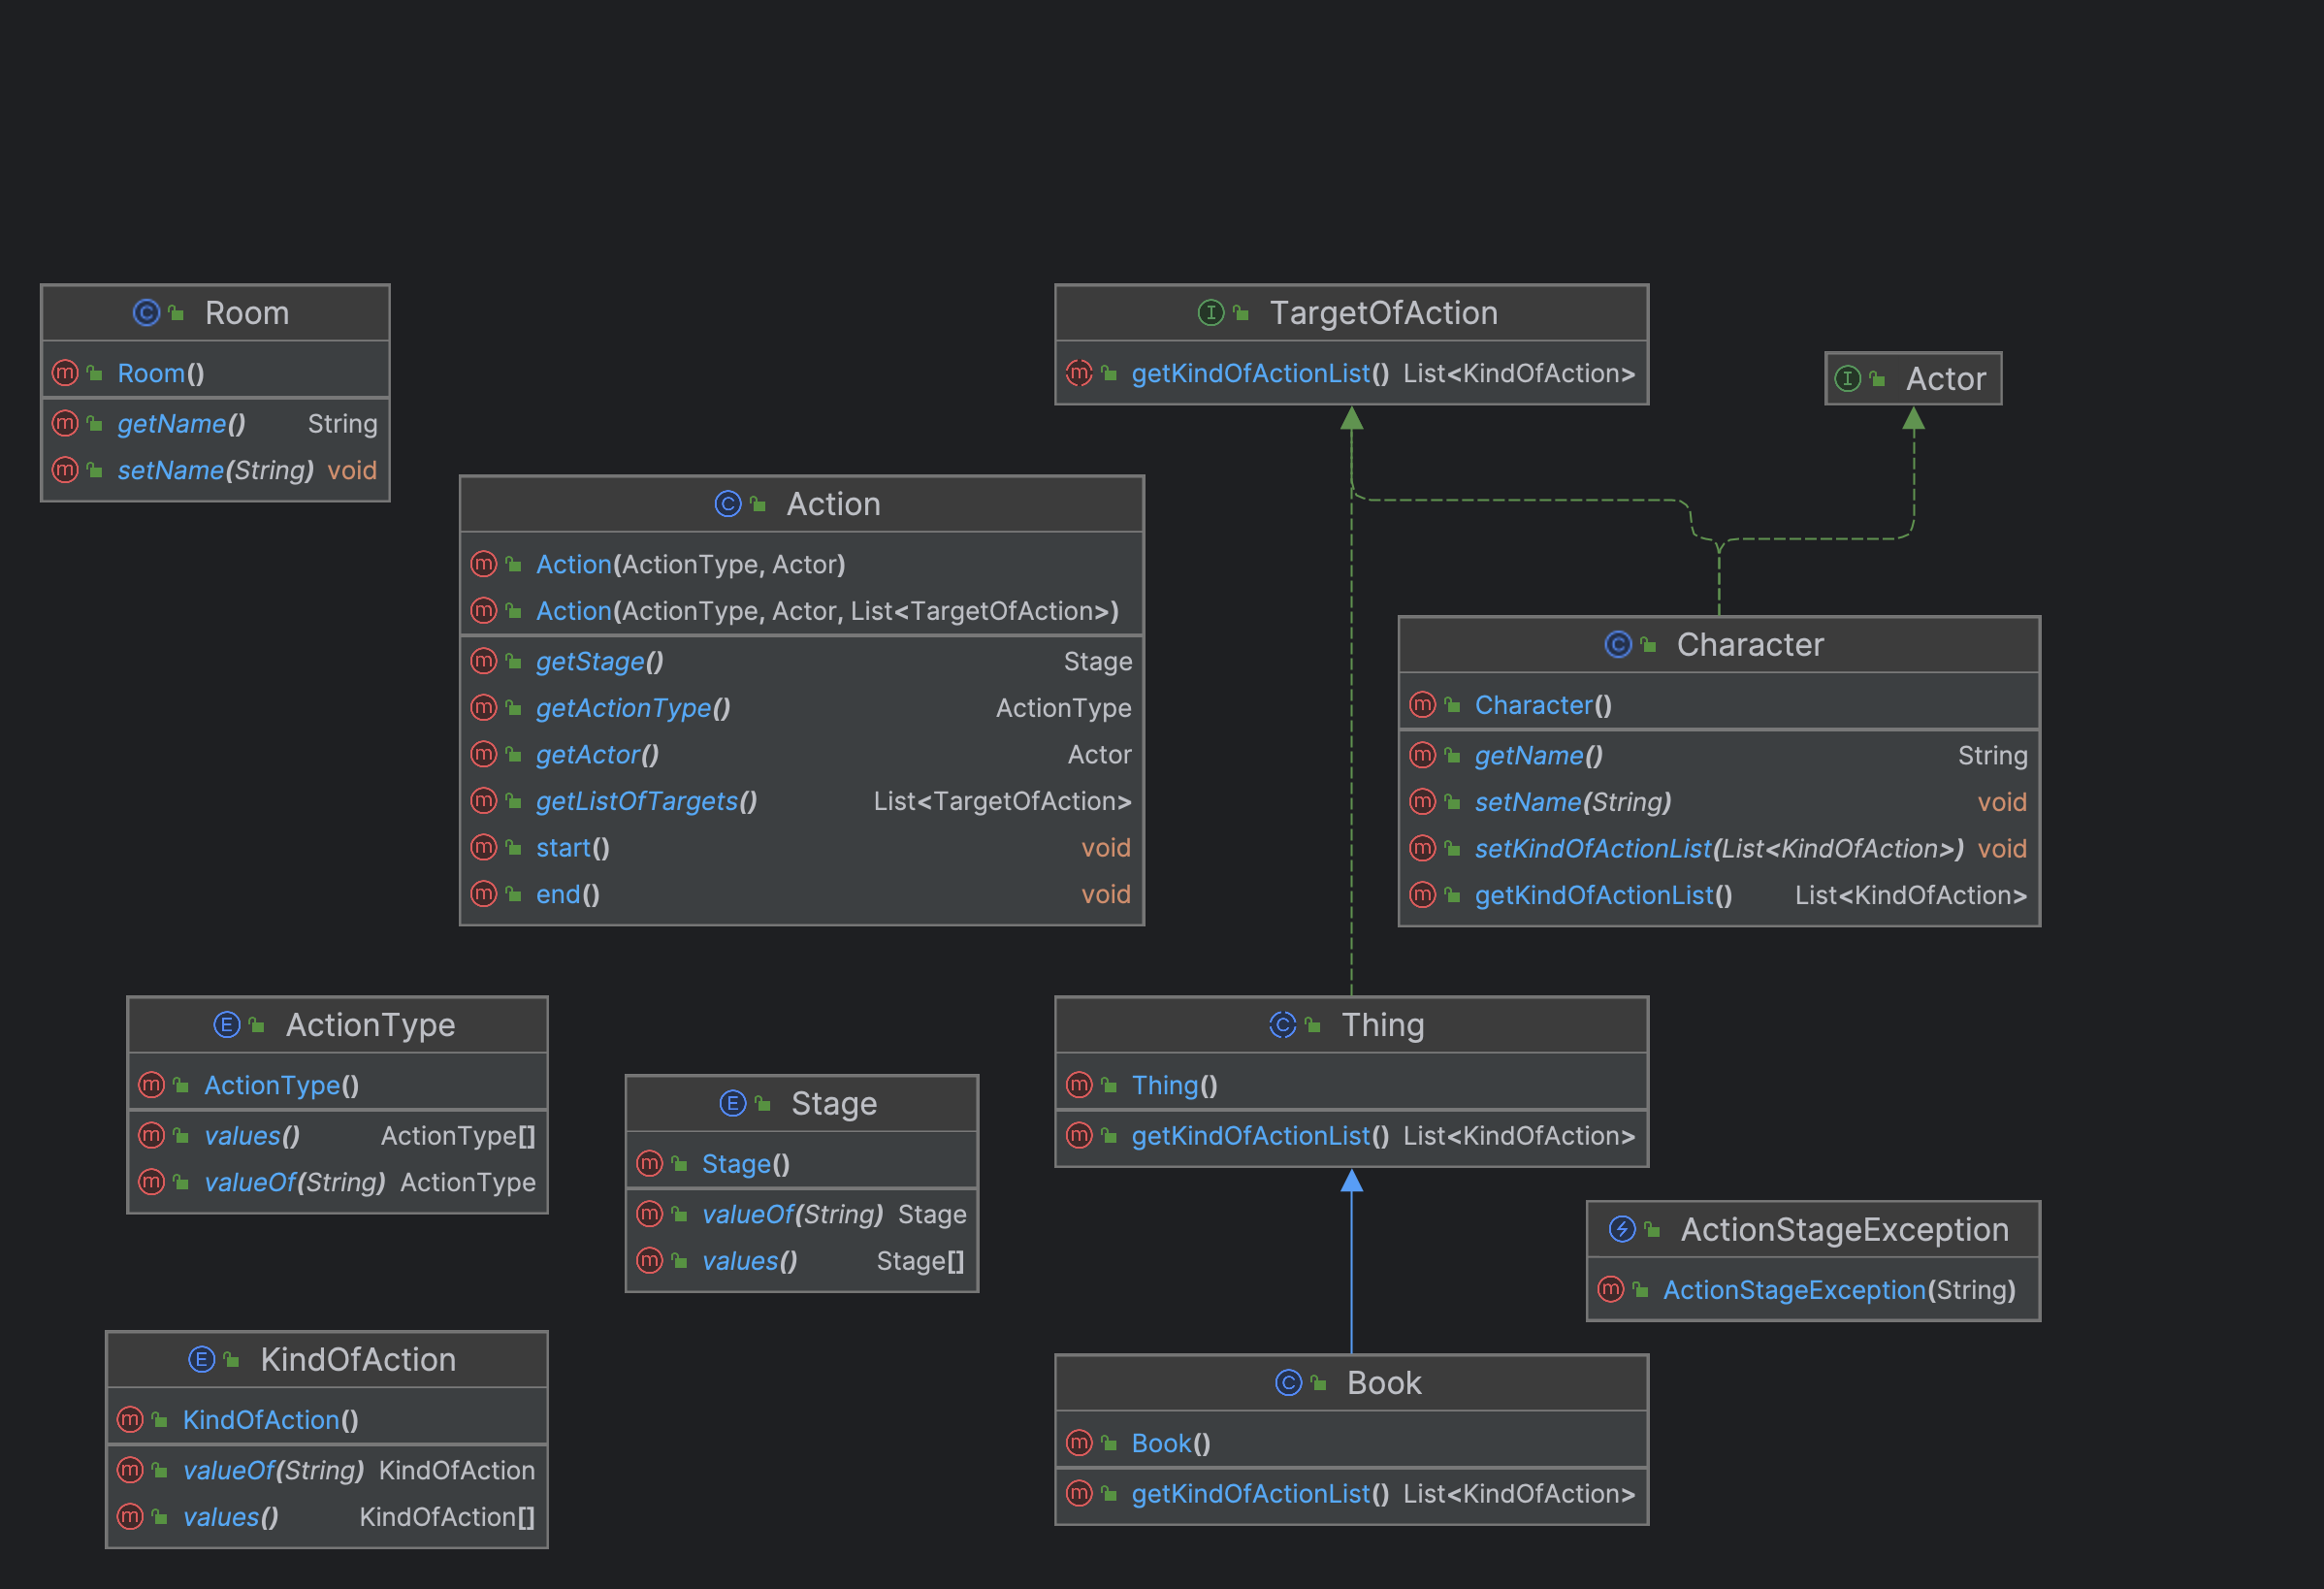 Room
Room()
getName() String
setName(String) void
TargetOfAction
getKindOfActionList() List<KindOfAction>
Actor
Action
Action(ActionType, Actor)
Action(ActionType, Actor, List<TargetOfAction>)
getStage() Stage
getActionType() ActionType
getActor() Actor
getListOfTargets() List<TargetOfAction>
start() void
end() void
Character
Character()
getName() String
setName(String) void
setKindOfActionList(List<KindOfAction>) void
getKindOfActionList() List<KindOfAction>
ActionType
ActionType()
values() ActionType[]
valueOf(String) ActionType
Stage
Stage()
valueOf(String) Stage
values() Stage[]
Thing
Thing()
getKindOfActionList() List<KindOfAction>
ActionStageException
ActionStageException(String)
KindOfAction
KindOfAction()
valueOf(String) KindOfAction
values() KindOfAction[]
Book
Book()
getKindOfActionList() List<KindOfAction>